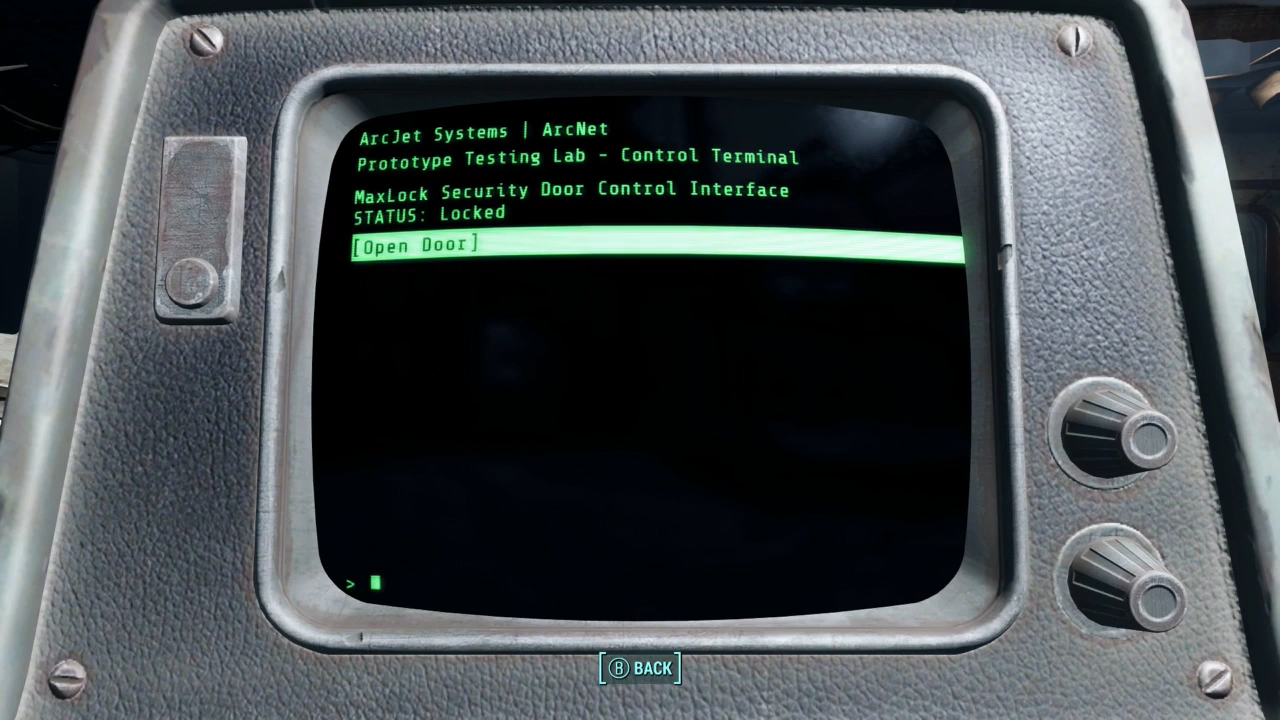 ArcJet Systems | ArcNet
Prototype Testing Lab - Control Terminal
MaxLock Security Door Control Interface
STATUS: Locked
[Open Door]
>
[Ⓑ BACK]